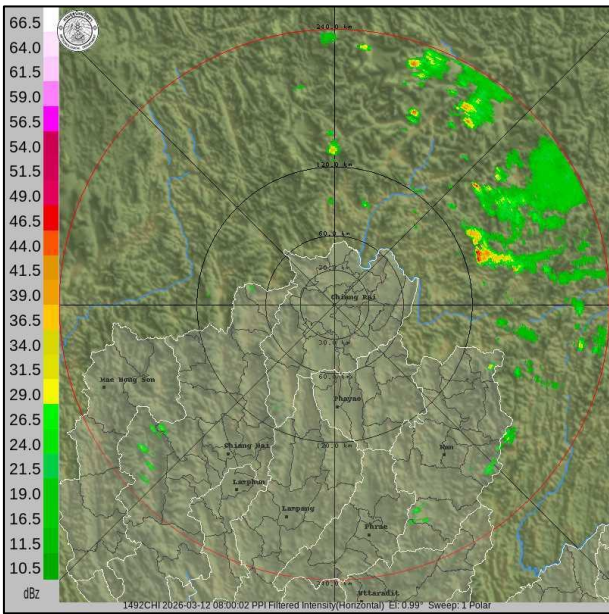 66.5
64.0
61.5
59.0
56.5
54.0
51.5
49.0
46.5
44.0
41.5
39.0
36.5
34.0
31.5
29.0
26.5
24.0
21.5
19.0
16.5
13.0
10.5
dBz
240.0 km
120.0 km
60.0 km
Chiang Rai
Mae Hong Son
Phayao
Chiang Mai
Nan
Lamphun
Lampang
Phrae
Uttaradit
1492CHI 2026-03-12 08:00:02 PPI Filtered Intensity(Horizontal) El: 0.99° Sweep: 1 Polar